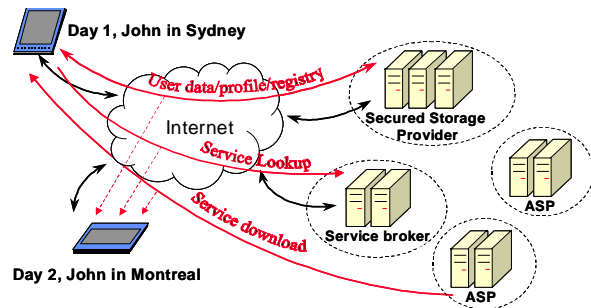 Day 1, John in Sydney
User data/profile/registry
Internet
Secured Storage
Provider
Service Lookup
ASP
Service broker
Service download
Day 2, John in Montreal
ASP